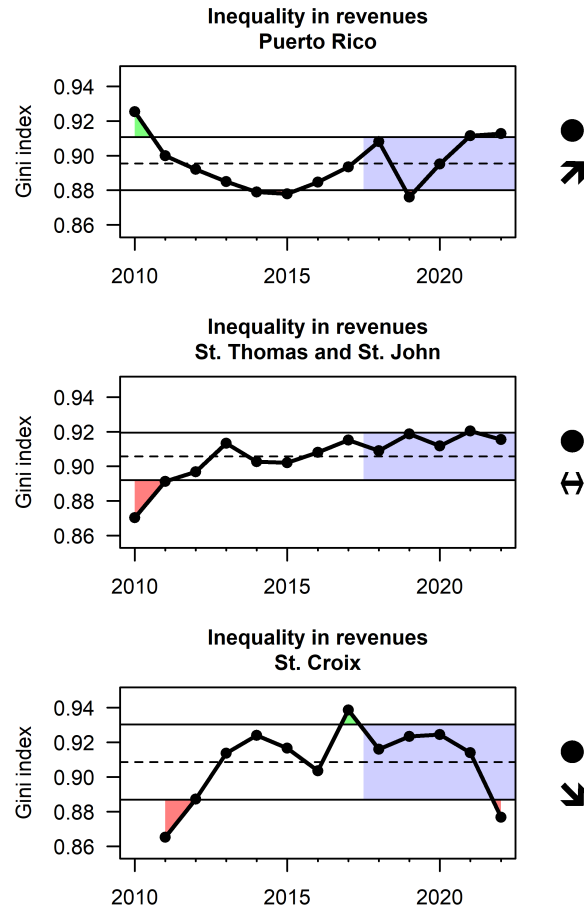 Inequality in revenues
Puerto Rico
Gini index
0.94
0.92
0.90
0.88
0.86
2010
2015
2020
Inequality in revenues
St. Thomas and St. John
Gini index
0.94
0.92
0.90
0.88
0.86
2010
2015
2020
Inequality in revenues
St. Croix
Gini index
0.94
0.92
0.90
0.88
0.86
2010
2015
2020